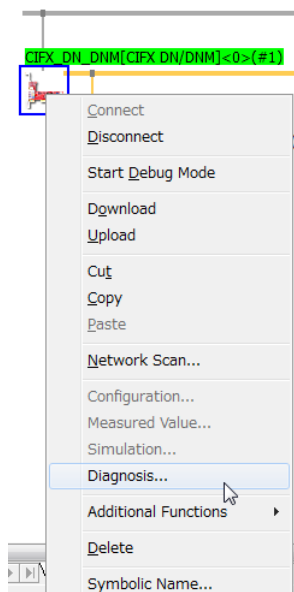 CIFX_DN_DNM[CIFX DN/DNM]<0>(#1)
Connect
Disconnect
Start Debug Mode
Download
Upload
Cut
Copy
Paste
Network Scan...
Configuration...
Measured Value...
Simulation...
Diagnosis...
Additional Functions
Delete
Symbolic Name...